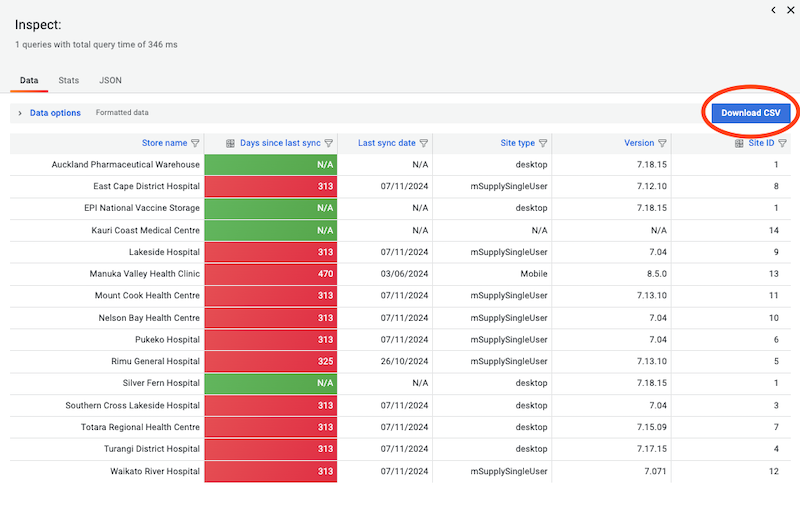 Inspect:
1 queries with total query time of 346 ms
Data Stats JSON
Data options Formatted data Download CSV
Store name Days since last sync Last sync date Site type Version Site ID
Auckland Pharmaceutical Warehouse N/A N/A desktop 7.18.15 1
East Cape District Hospital 313 07/11/2024 mSupplySingleUser 7.12.10 8
EPI National Vaccine Storage N/A N/A desktop 7.18.15 1
Kauri Coast Medical Centre N/A N/A N/A N/A 14
Lakeside Hospital 313 07/11/2024 mSupplySingleUser 7.04 9
Manuka Valley Health Clinic 470 03/06/2024 Mobile 8.5.0 13
Mount Cook Health Centre 313 07/11/2024 mSupplySingleUser 7.13.10 11
Nelson Bay Health Centre 313 07/11/2024 mSupplySingleUser 7.04 10
Pukeko Hospital 313 07/11/2024 mSupplySingleUser 7.04 6
Rimu General Hospital 325 26/10/2024 mSupplySingleUser 7.13.10 5
Silver Fern Hospital N/A N/A desktop 7.18.15 1
Southern Cross Lakeside Hospital 313 07/11/2024 desktop 7.04 3
Totara Regional Health Centre 313 07/11/2024 desktop 7.15.09 7
Turangi District Hospital 313 07/11/2024 desktop 7.17.15 4
Waikato River Hospital 313 07/11/2024 mSupplySingleUser 7.071 12